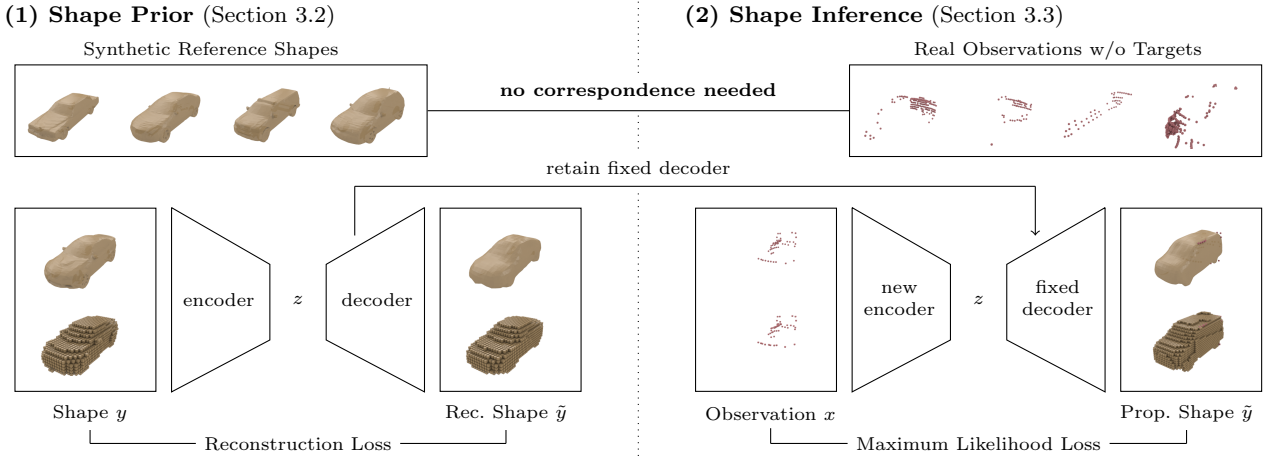 (1) Shape Prior (Section 3.2)
Synthetic Reference Shapes
(2) Shape Inference (Section 3.3)
Real Observations w/o Targets
no correspondence needed
retain fixed decoder
encoder
z
decoder
new
encoder
z
fixed
decoder
Shape y
Rec. Shape ỹ
Reconstruction Loss
Observation x
Prop. Shape ỹ
Maximum Likelihood Loss